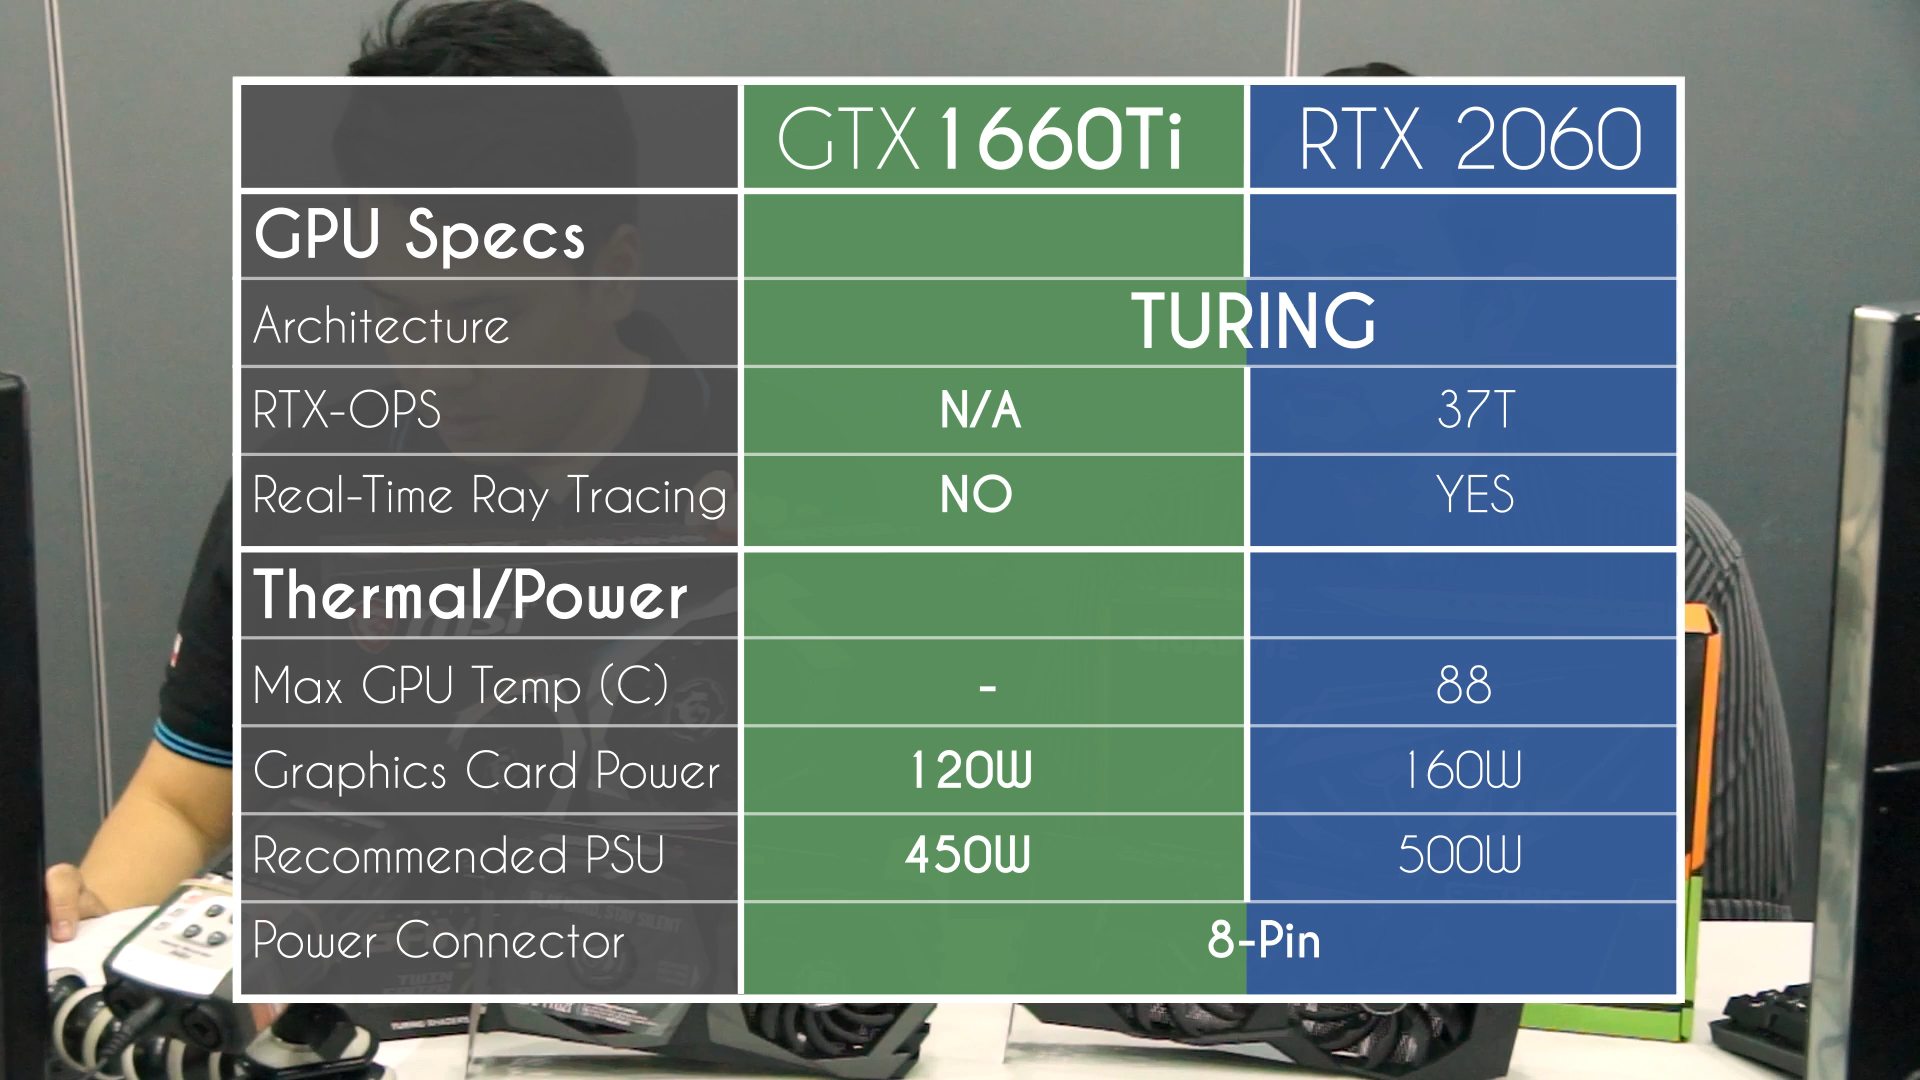 GTX 1660Ti RTX 2060
GPU Specs
Architecture TURING
RTX-OPS N/A 37T
Real-Time Ray Tracing NO YES
Thermal/Power
Max GPU Temp (C) - 88
Graphics Card Power 120W 160W
Recommended PSU 450W 500W
Power Connector 8-Pin